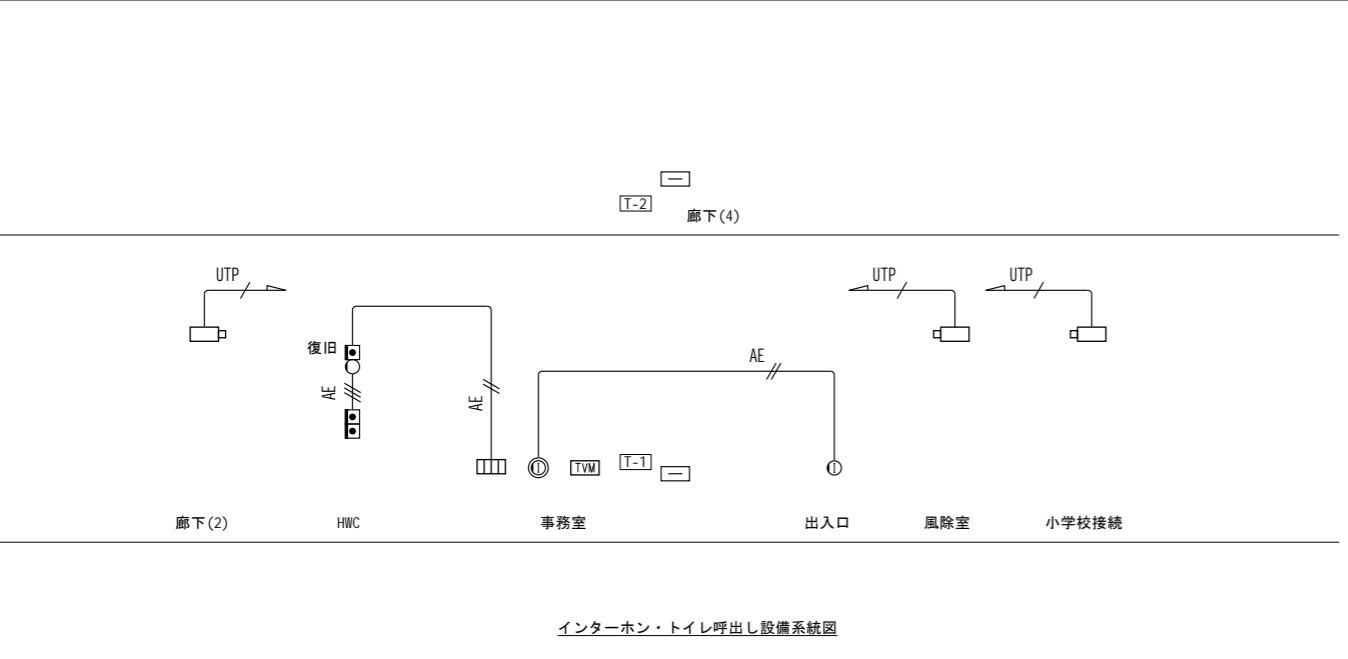 T-2
廊下(4)
UTP
UTP
UTP
復旧
AE
AE
AE
TVM
T-1
廊下(2)
HWC
事務室
出入口
風除室
小学校接続
インターホン・トイレ呼出し設備系統図